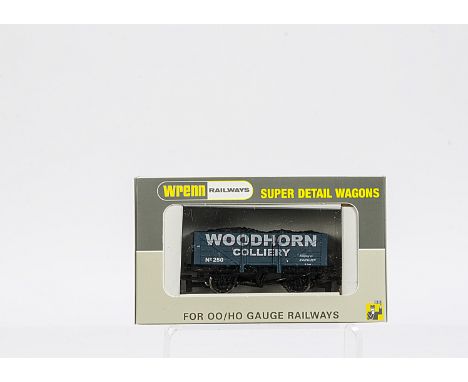 wrenn RAILWAYS
SUPER DETAIL WAGONS
WOODHORN
COLLIERY
Nº 250
FOR OO/HO GAUGE RAILWAYS